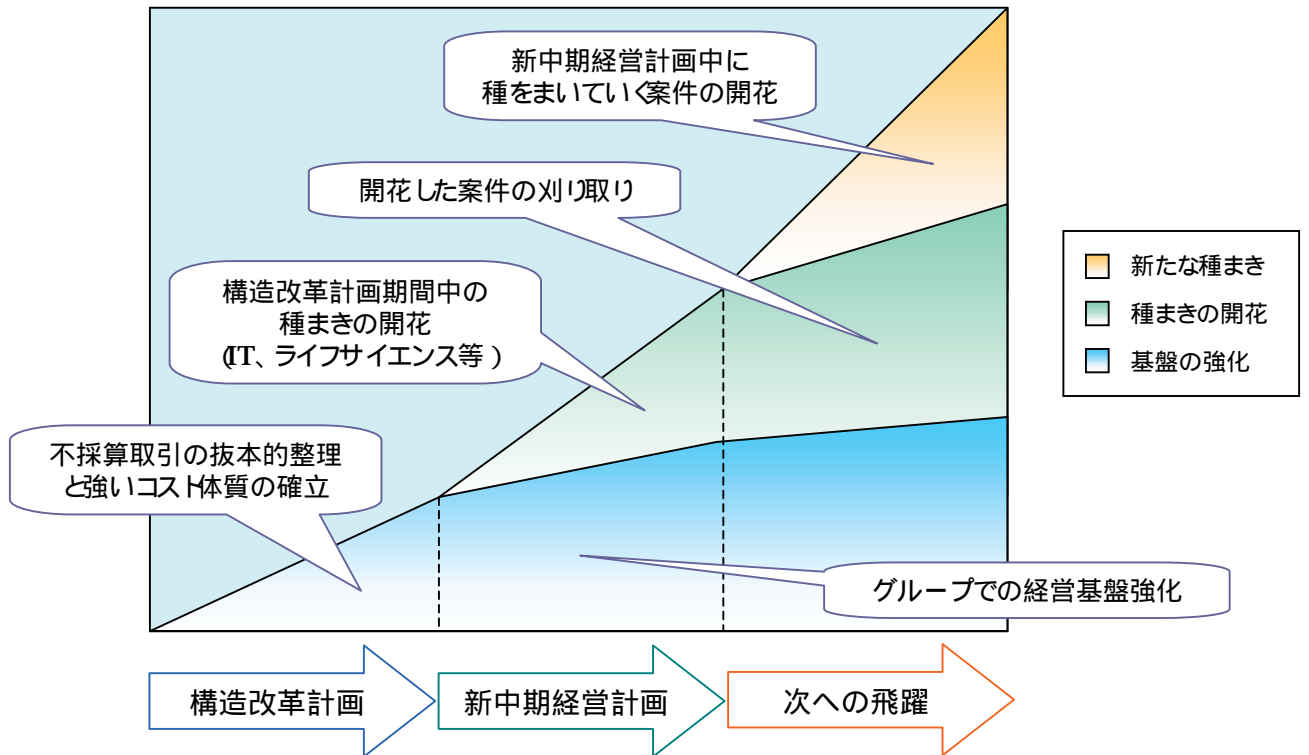 新中期経営計画中に
種をまいていく案件の開花
開花した案件の刈り取り
構造改革計画期間中の
種まきの開花
(IT、ライフサイエンス等)
不採算取引の抜本的整理
と強いコスト体質の確立
グループでの経営基盤強化
新たな種まき
種まきの開花
基盤の強化
構造改革計画
新中期経営計画
次への飛躍